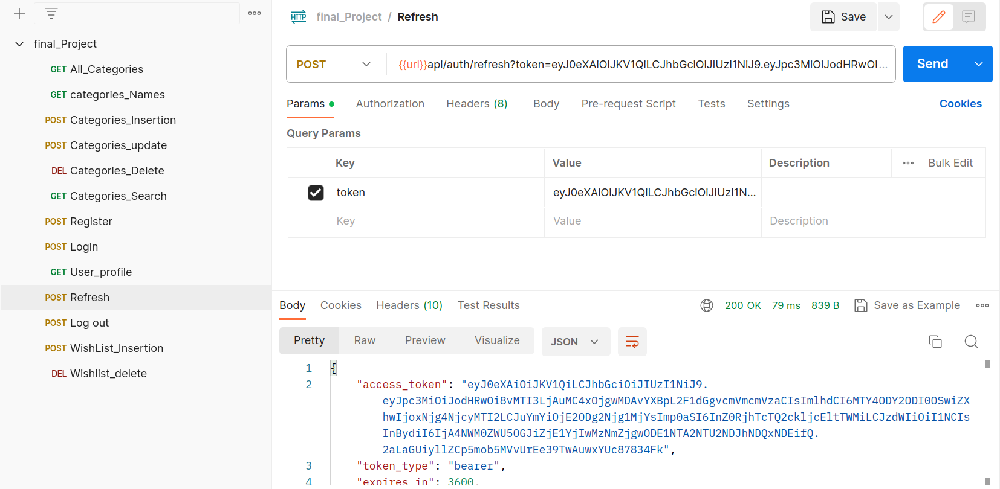 final_Project
GET All_Categories
GET categories_Names
POST Categories_Insertion
POST Categories_update
DEL Categories_Delete
GET Categories_Search
POST Register
POST Login
GET User_profile
POST Refresh
POST Log out
POST WishList_Insertion
DEL Wishlist_delete
HTTP final_Project / Refresh
Save
POST {{url}}api/auth/refresh?token=eyJ0eXAiOiJKV1QiLCJhbGciOiJIUzI1NiJ9.eyJpc3MiOiJodHRwOi...
Send
Params Authorization Headers (8) Body Pre-request Script Tests Settings Cookies
Query Params
Key Value Description Bulk Edit
token eyJ0eXAiOiJKV1QiLCJhbGciOiJIUzI1N...
Key Value Description
Body Cookies Headers (10) Test Results 200 OK 79 ms 839 B Save as Example
Pretty Raw Preview Visualize JSON
1 {
2 "access_token": "eyJ0eXAiOiJKV1QiLCJhbGciOiJIUzI1NiJ9.
eyJpc3MiOiJodHRwOi8vMTI3LjAuMC4xOjgwMDAvYXBpL2F1dGgvcmVmcmVzaCIsImlhdCI6MTY4ODY2ODI0OSwiZX
hwIjoxNjg4NjcyMTI2LCJuYmYiOjE2ODg2Njg1MjYsImp0aSI6InZ0RjhTcTQ2ckljcEltTWMiLCJzdWIiOiI1NCIs
InBydiI6IjA4NWM0ZWU5OGJiZjE1YjIwMzNmZjgwODE1NTA2NTU2NDJhNDQxNDEifQ.
2aLaGUiyllZCp5mob5MVvUrEe39TwAuwxYUc87834Fk",
3 "token_type": "bearer",
4 "expires_in": 3600,